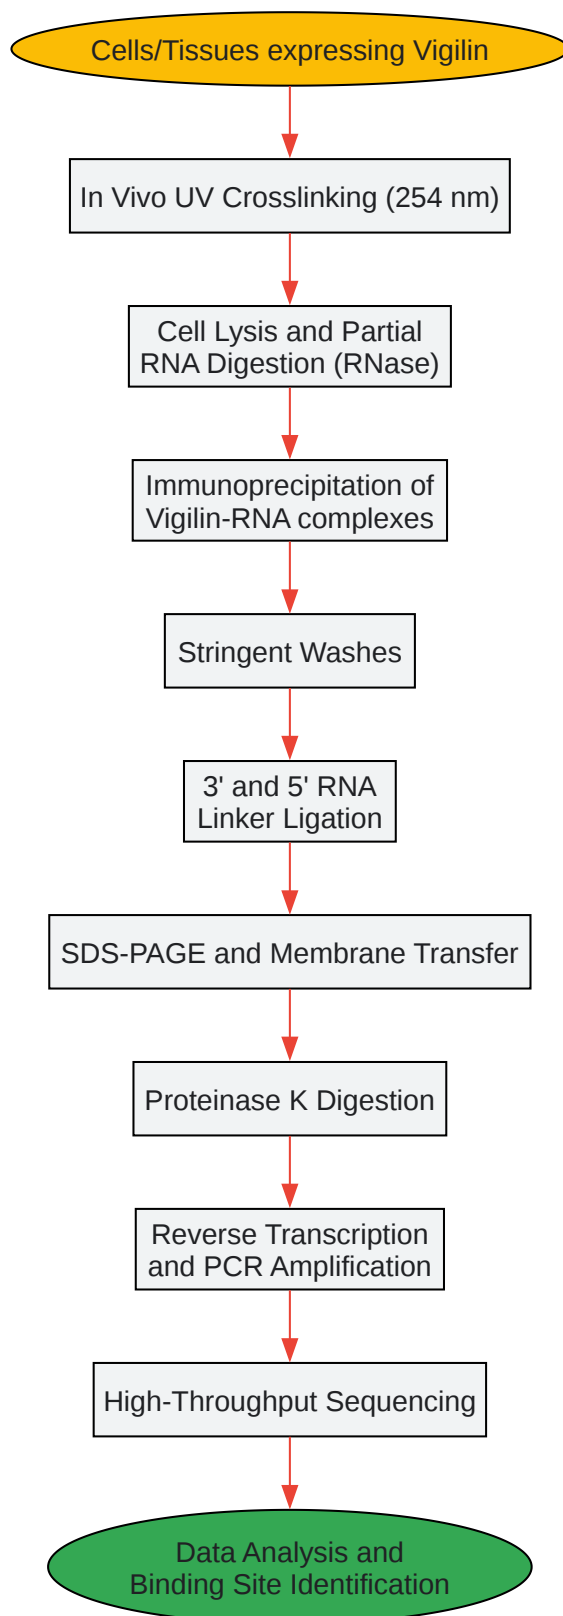 Cells/Tissues expressing Vigilin
In Vivo UV Crosslinking (254 nm)
Cell Lysis and Partial
RNA Digestion (RNase)
Immunoprecipitation of
Vigilin-RNA complexes
Stringent Washes
3' and 5' RNA
Linker Ligation
SDS-PAGE and Membrane Transfer
Proteinase K Digestion
Reverse Transcription
and PCR Amplification
High-Throughput Sequencing
Data Analysis and
Binding Site Identification